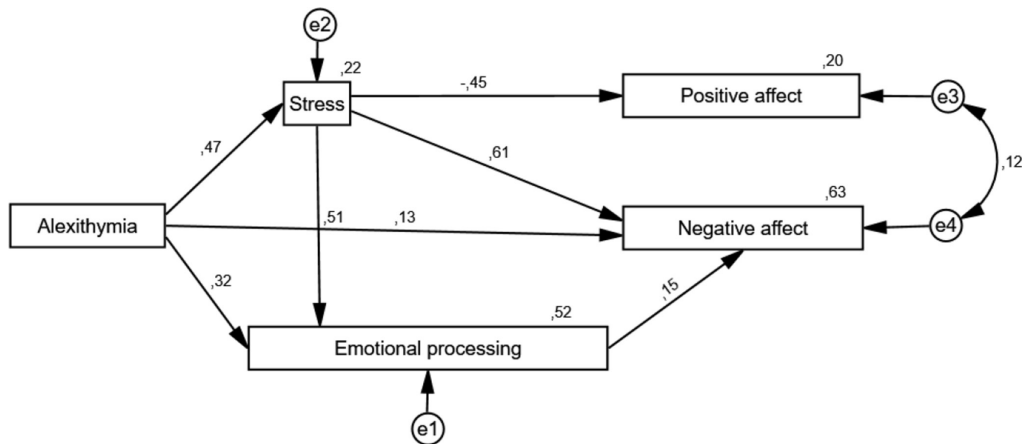 e2
,22
,20
Stress
-,45
Positive affect
e3
,47
,61
,12
,63
Alexithymia
,51
,13
Negative affect
e4
,32
,15
,52
Emotional processing
e1